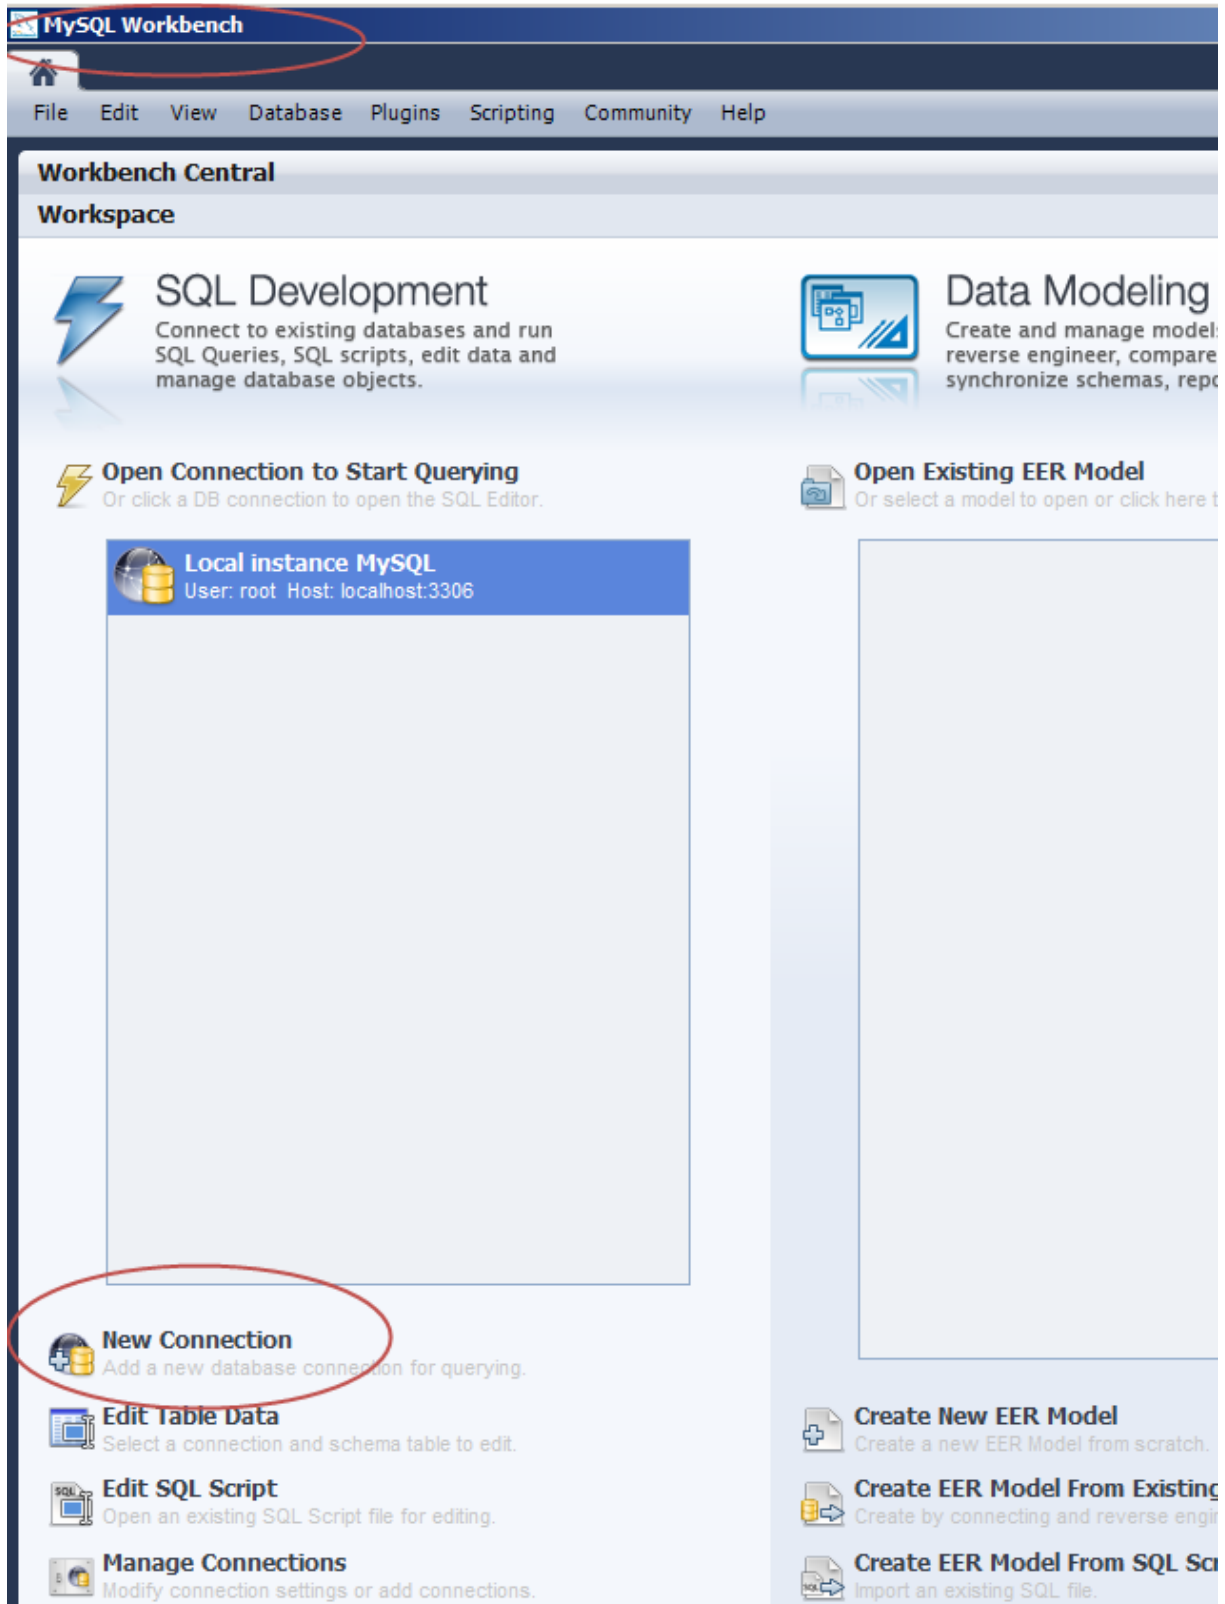 MySQL Workbench
File Edit View Database Plugins Scripting Community Help
Workbench Central
Workspace
SQL Development
Connect to existing databases and run
SQL Queries, SQL scripts, edit data and
manage database objects.
Open Connection to Start Querying
Or click a DB connection to open the SQL Editor.
Local instance MySQL
User: root Host: localhost:3306
New Connection
Add a new database connection for querying.
Edit Table Data
Select a connection and schema table to edit.
Edit SQL Script
Open an existing SQL Script file for editing.
Manage Connections
Modify connection settings or add connections.
Data Modeling
Create and manage models
reverse engineer, compare
synchronize schemas, repo
Open Existing EER Model
Or select a model to open or click here t
Create New EER Model
Create a new EER Model from scratch.
Create EER Model From Existing
Create by connecting and reverse engi
Create EER Model From SQL Scr
Import an existing SQL file.